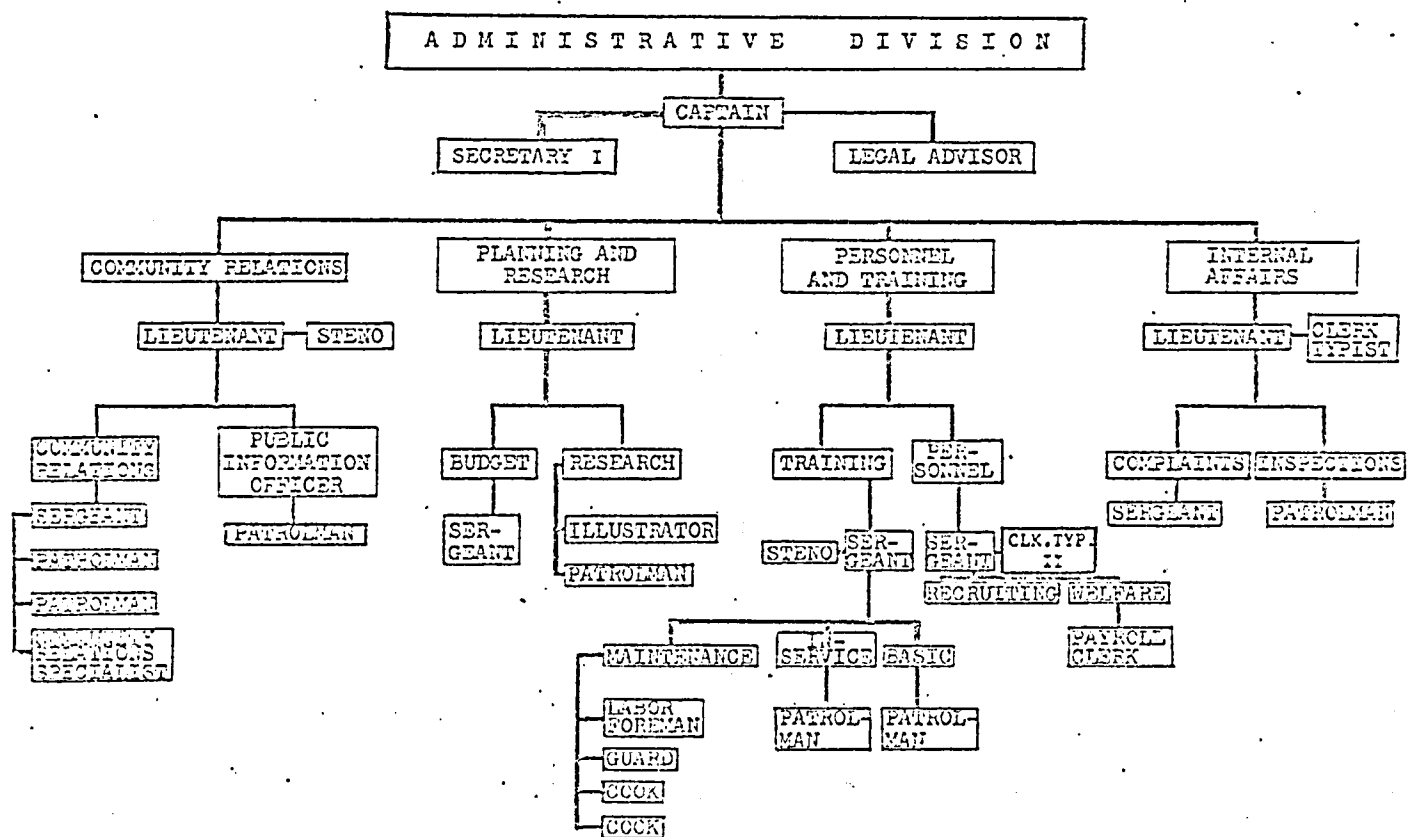 ADMINISTRATIVE DIVISION
CAPTAIN
SECRETARY I
LEGAL ADVISOR
COMMUNITY RELATIONS
PLANNING AND
RESEARCH
PERSONNEL
AND TRAINING
INTERNAL
AFFAIRS
LIEUTENANT
STENO
LIEUTENANT
LIEUTENANT
LIEUTENANT
CLERK
TYPIST
COMMUNITY
RELATIONS
PUBLIC
INFORMATION
OFFICER
BUDGET
RESEARCH
TRAINING
PER-
SONNEL
COMPLAINTS
INSPECTIONS
SERGEANT
PATROLMAN
PATROLMAN
PATROLMAN
COMMUNITY
RELATIONS
SPECIALIST
PATROLMAN
SER-
GEANT
ILLUSTRATOR
PATROLMAN
STENO
SER-
GEANT
SER-
GEANT
CLK.TYP.
II
RECRUITING
WELFARE
PAYROLL
CLERK
SERGEANT
PATROLMAN
MAINTENANCE
IN-
SERVICE
BASIC
LABOR
FOREMAN
GUARD
COOK
COOK
PATROL-
MAN
PATROL-
MAN